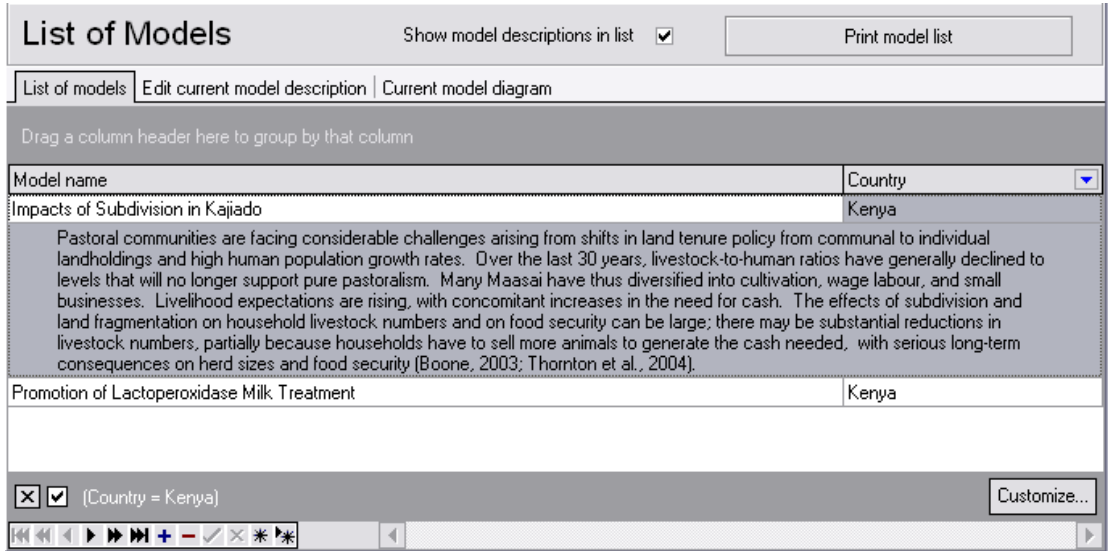 List of Models
Show model descriptions in list
Print model list
List of models
Edit current model description
Current model diagram
Drag a column header here to group by that column
Model name
Country
Impacts of Subdivision in Kajiado
Kenya
Pastoral communities are facing considerable challenges arising from shifts in land tenure policy from communal to individual
landholdings and high human population growth rates. Over the last 30 years, livestock-to-human ratios have generally declined to
levels that will no longer support pure pastoralism. Many Maasai have thus diversified into cultivation, wage labour, and small
businesses. Livelihood expectations are rising, with concomitant increases in the need for cash. The effects of subdivision and
land fragmentation on household livestock numbers and on food security can be large; there may be substantial reductions in
livestock numbers, partially because households have to sell more animals to generate the cash needed, with serious long-term
consequences on herd sizes and food security (Boone, 2003; Thornton et al., 2004).
Promotion of Lactoperoxidase Milk Treatment
Kenya
(Country = Kenya)
Customize...